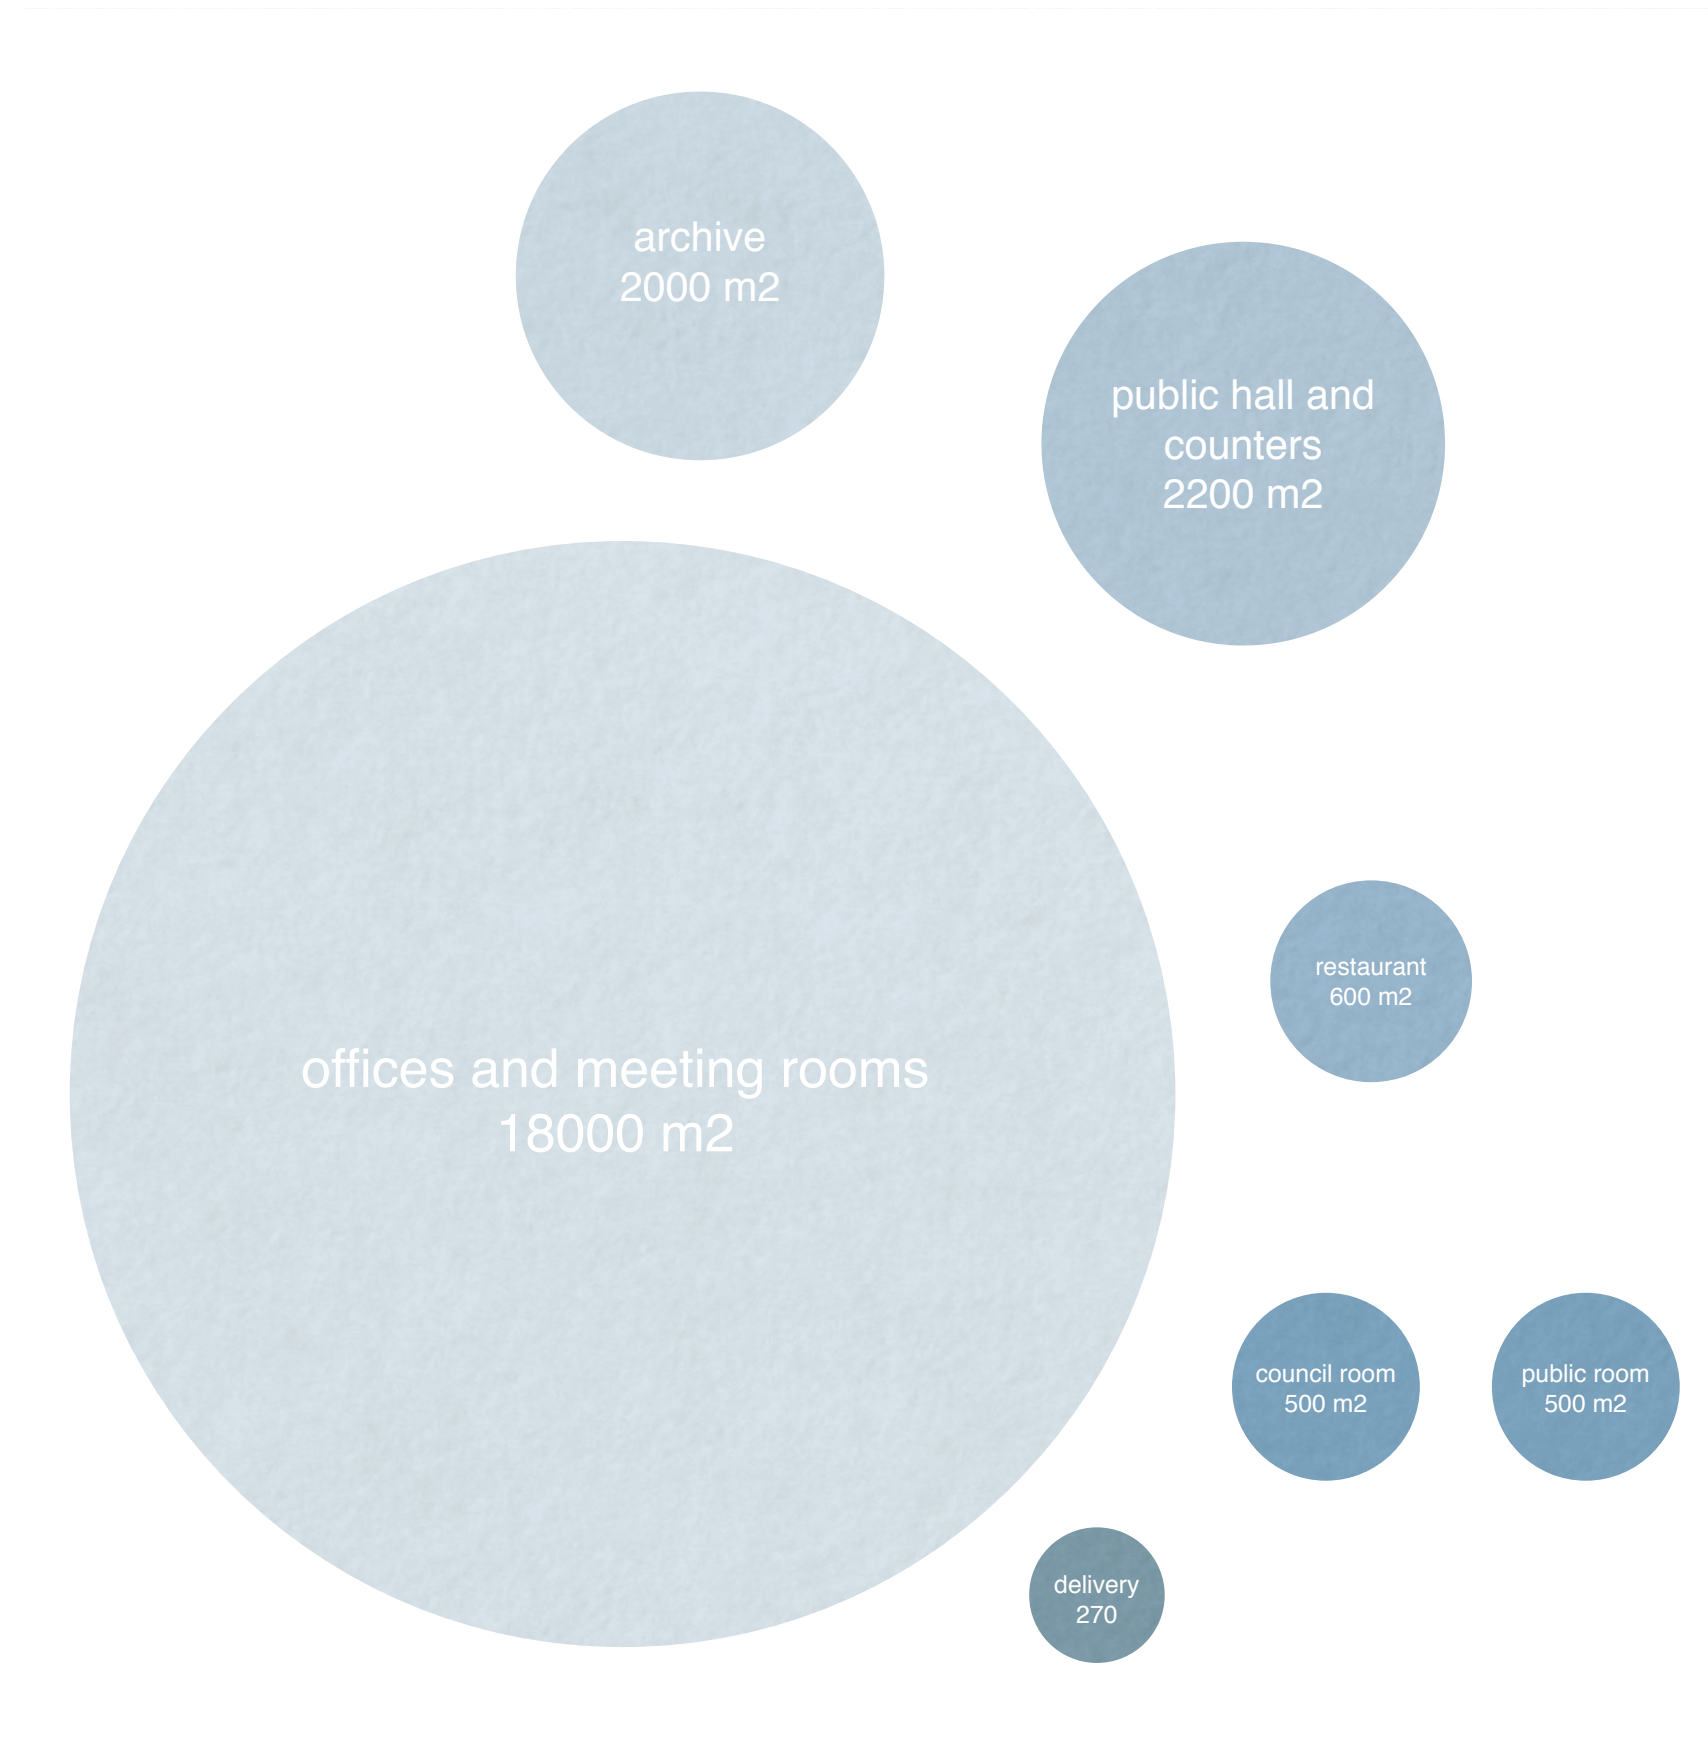 archive
2000 m2
public hall and
counters
2200 m2
offices and meeting rooms
18000 m2
restaurant
600 m2
council room
500 m2
public room
500 m2
delivery
270